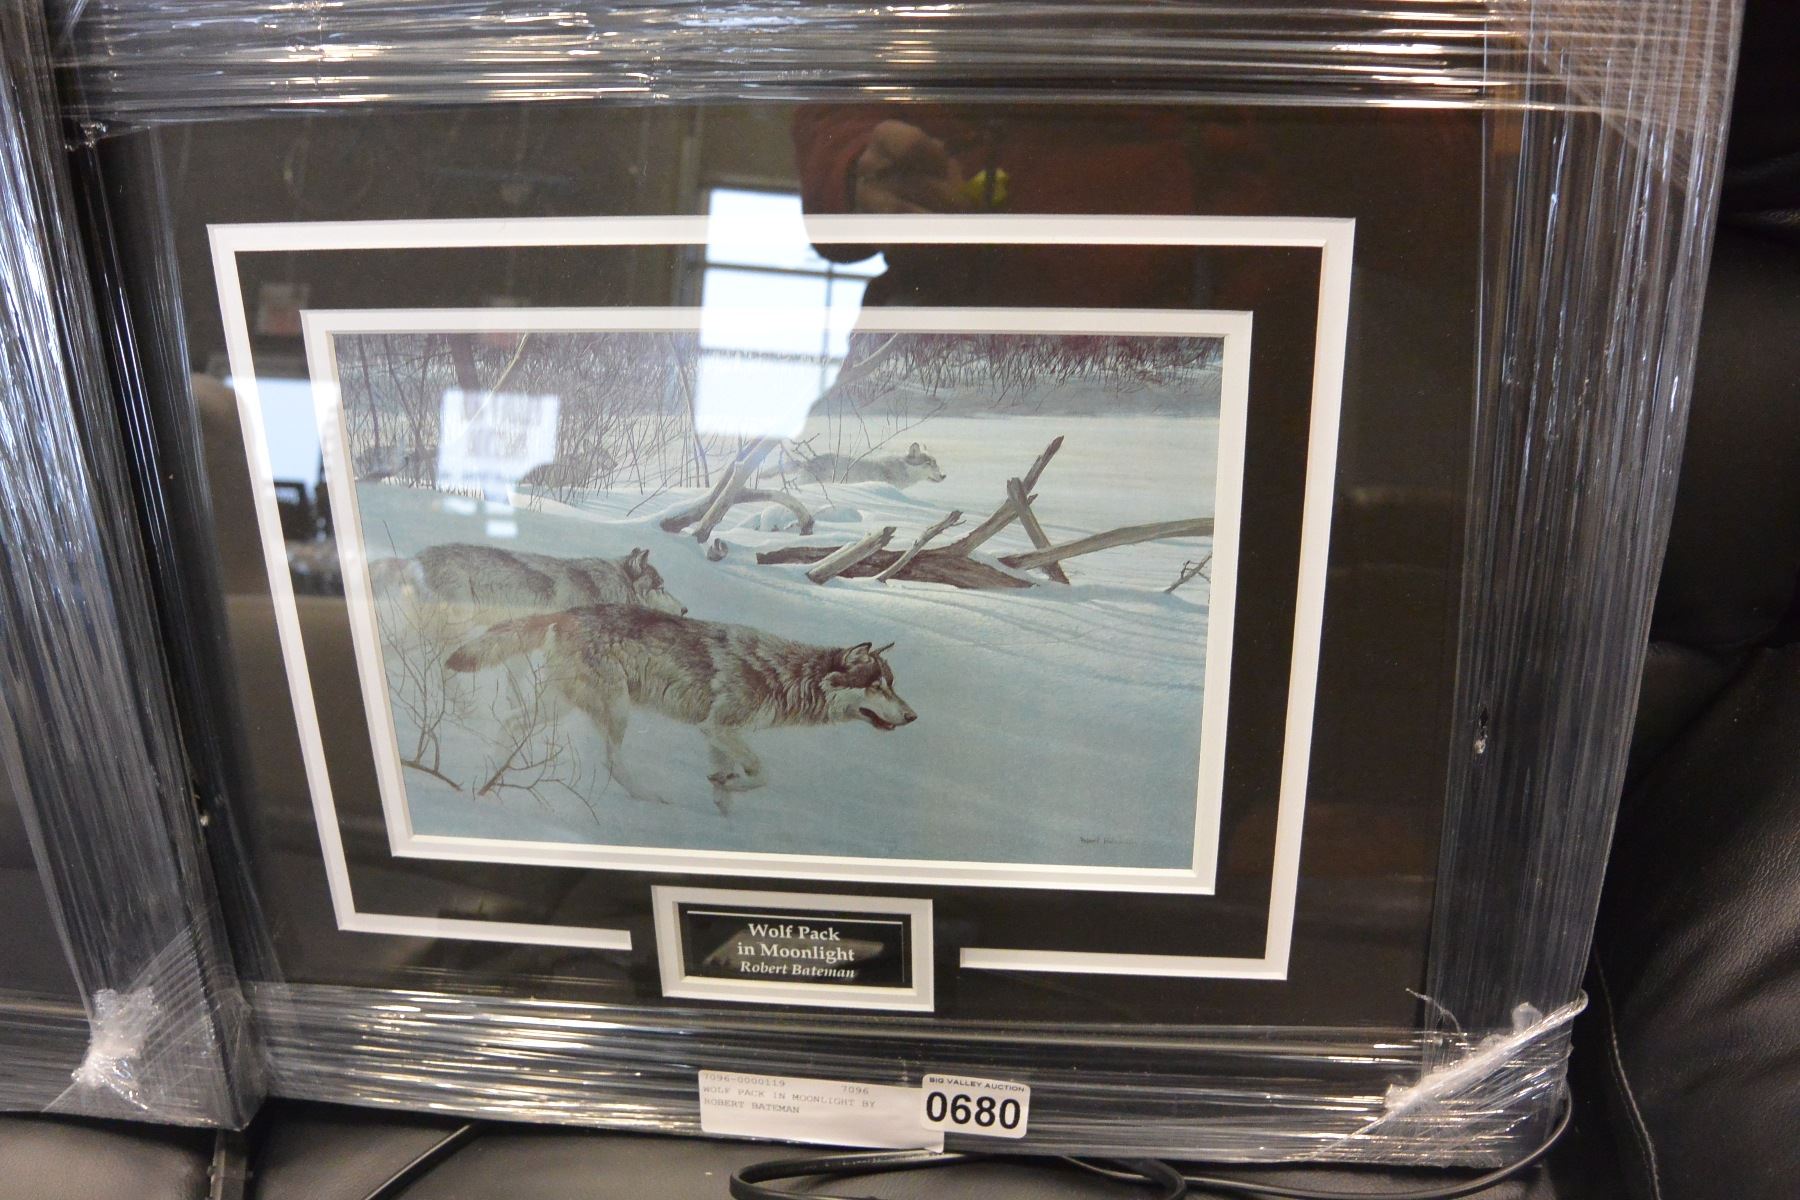 Wolf Pack
in Moonlight
Robert Bateman
7096-0000119 7096
WOLF PACK IN MOONLIGHT BY
ROBERT BATEMAN
BIG VALLEY AUCTION
0680